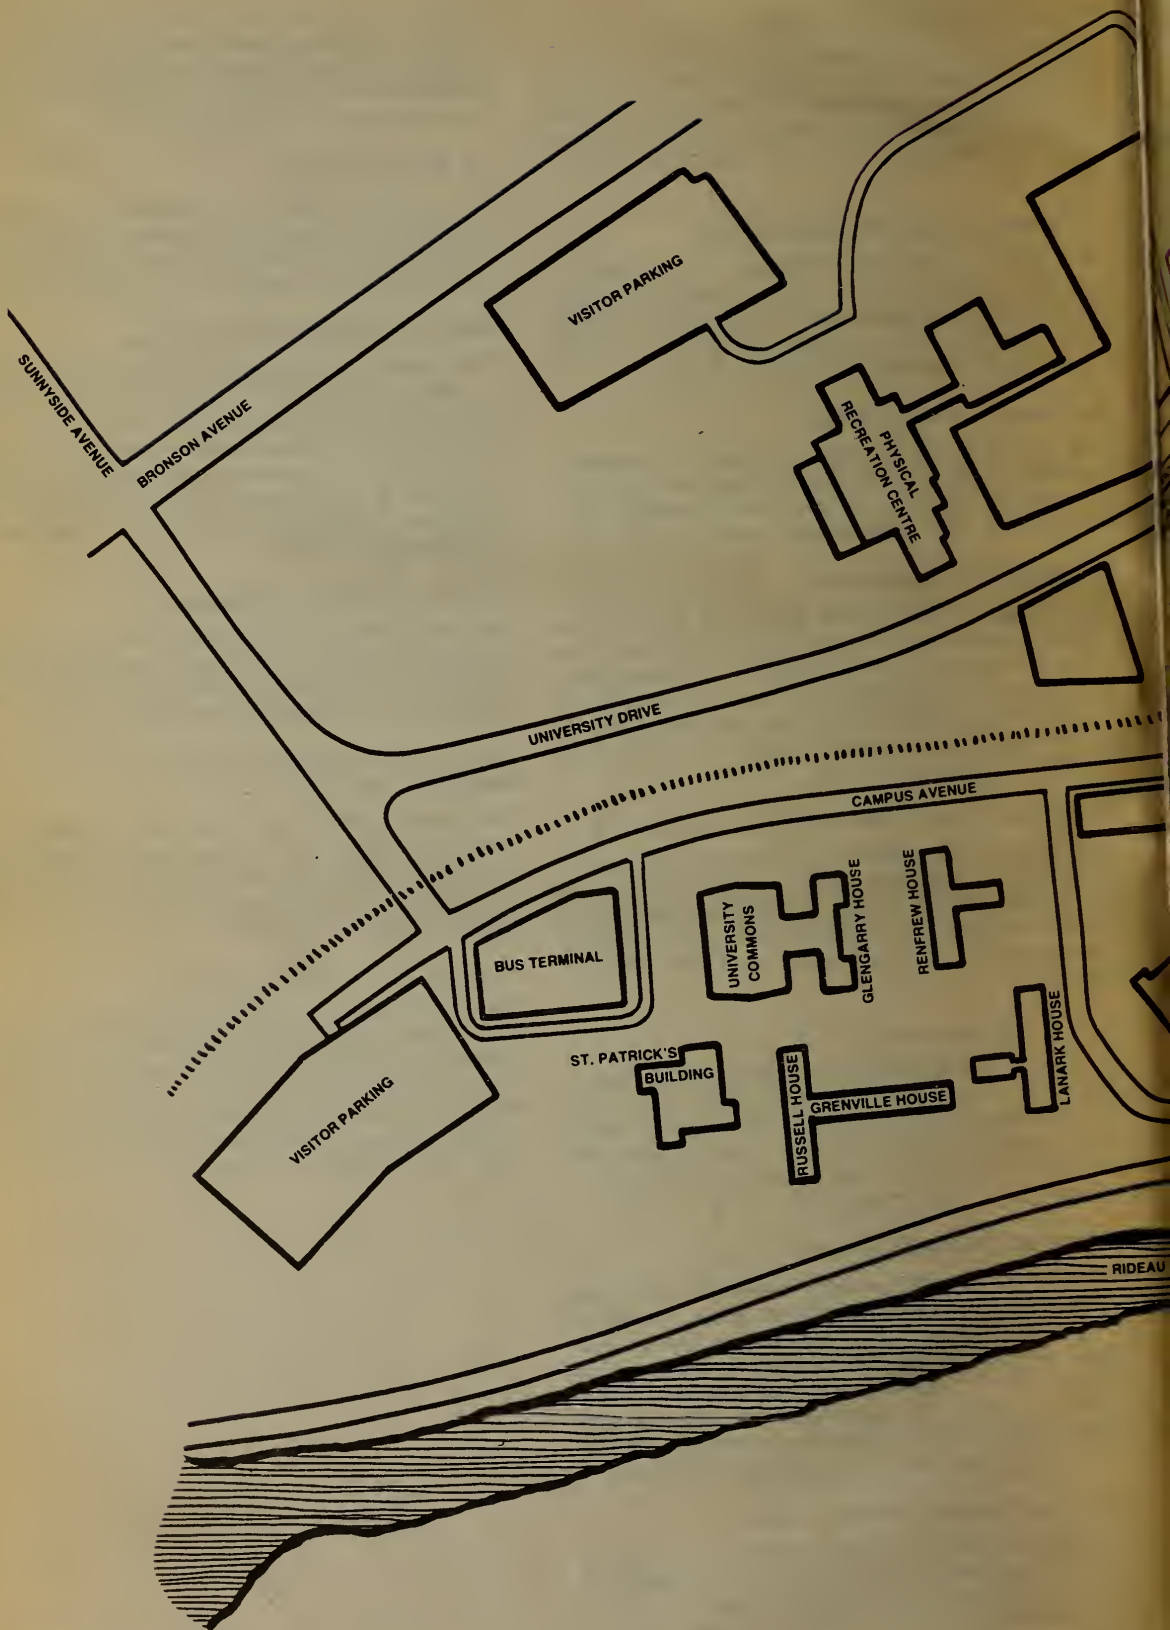 VISITOR PARKING
SUNNYSIDE AVENUE
BRONSON AVENUE
PHYSICAL
RECREATION CENTRE
UNIVERSITY DRIVE
CAMPUS AVENUE
UNIVERSITY
COMMONS
GLENGARRY HOUSE
RENFREW HOUSE
BUS TERMINAL
ST. PATRICK'S
BUILDING
RUSSELL HOUSE
GRENVILLE HOUSE
LANARK HOUSE
VISITOR PARKING
RIDEAU